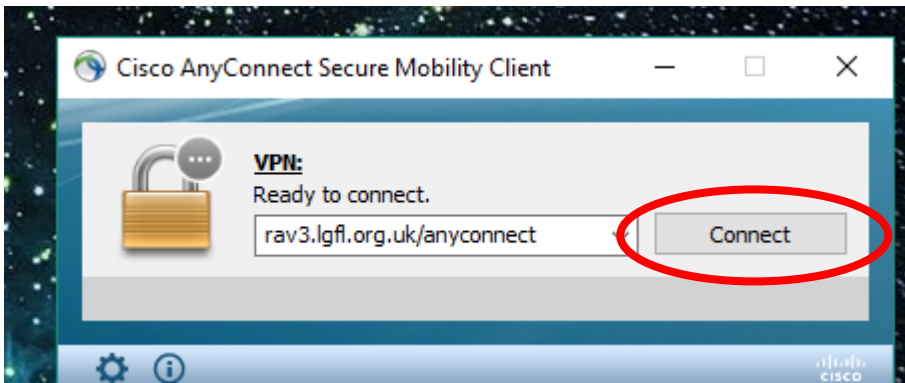 Cisco AnyConnect Secure Mobility Client
VPN:
Ready to connect.
rav3.lgfl.org.uk/anyconnect
Connect
CISCO